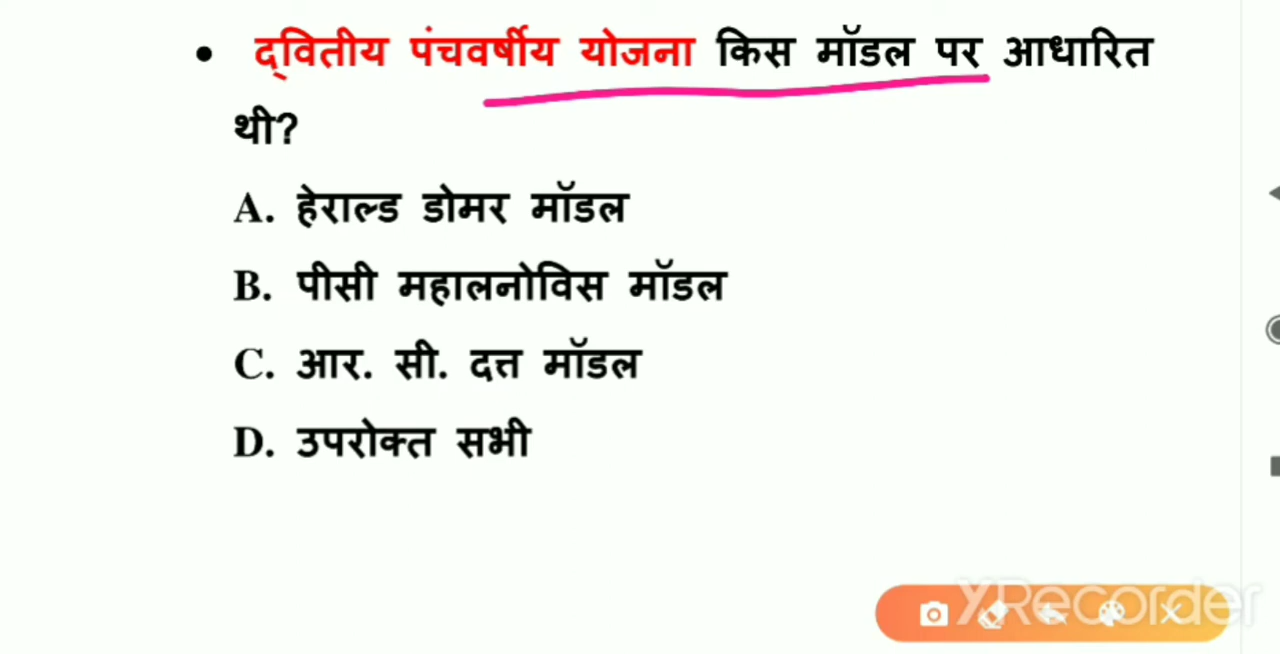 • द्वितीय पंचवर्षीय योजना किस मॉडल पर आधारित
थी?
A. हेराल्ड डोमर मॉडल
B. पीसी महालनोविस मॉडल
C. आर. सी. दत्त मॉडल
D. उपरोक्त सभी
XRecorder